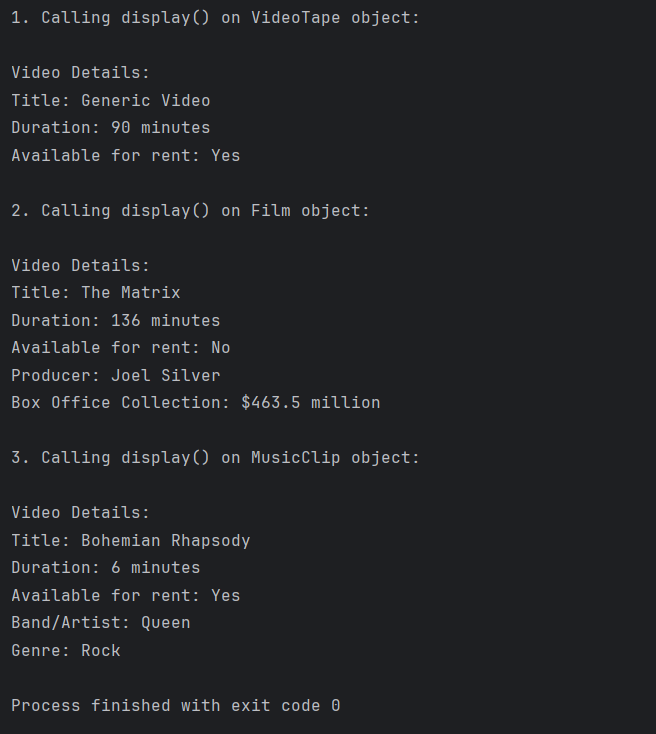 1. Calling display() on VideoTape object:
Video Details:
Title: Generic Video
Duration: 90 minutes
Available for rent: Yes
2. Calling display() on Film object:
Video Details:
Title: The Matrix
Duration: 136 minutes
Available for rent: No
Producer: Joel Silver
Box Office Collection: $463.5 million
3. Calling display() on MusicClip object:
Video Details:
Title: Bohemian Rhapsody
Duration: 6 minutes
Available for rent: Yes
Band/Artist: Queen
Genre: Rock
Process finished with exit code 0